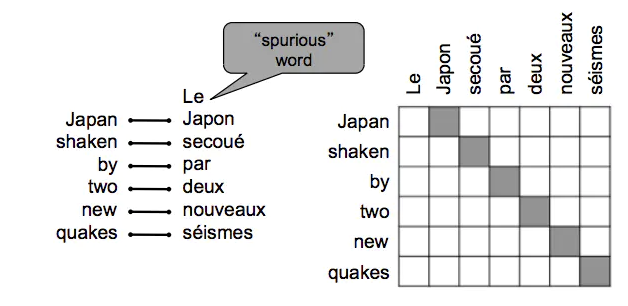 “spurious”
word
Le
Japan Japon
shaken secoué
by par
two deux
new nouveaux
quakes séismes
Le Japon secoué par deux nouveaux séismes
Japan
shaken
by
two
new
quakes